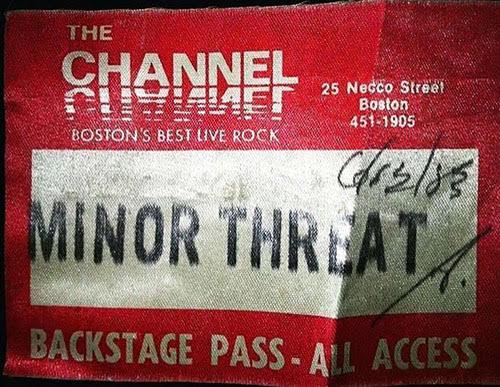 THE
CHANNEL
BOSTON'S BEST LIVE ROCK
25 Necco Street
Boston
451-1905
MINOR THREAT
BACKSTAGE PASS - ALL ACCESS